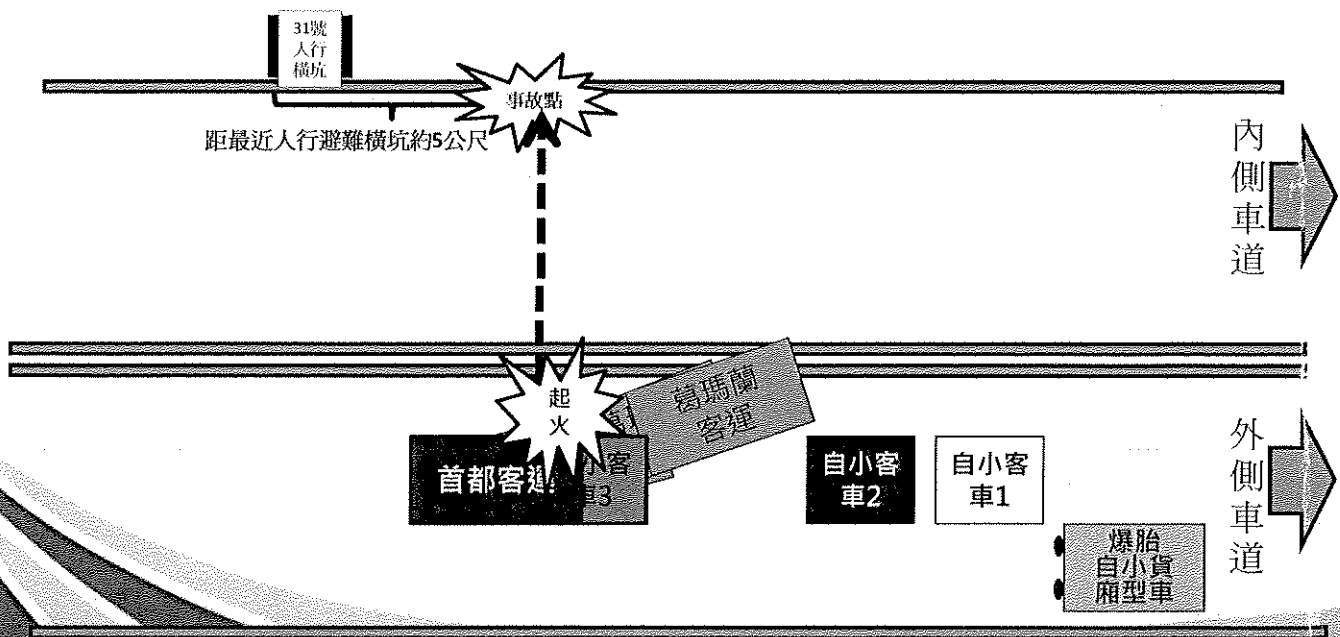 31號
人行
橫坑
事故點
距最近人行避難橫坑約5公尺
內側車道
起火
葛瑪蘭
客運
首都客運
小客
車3
自小客
車2
自小客
車1
外側車道
爆胎
自小貨
廂型車